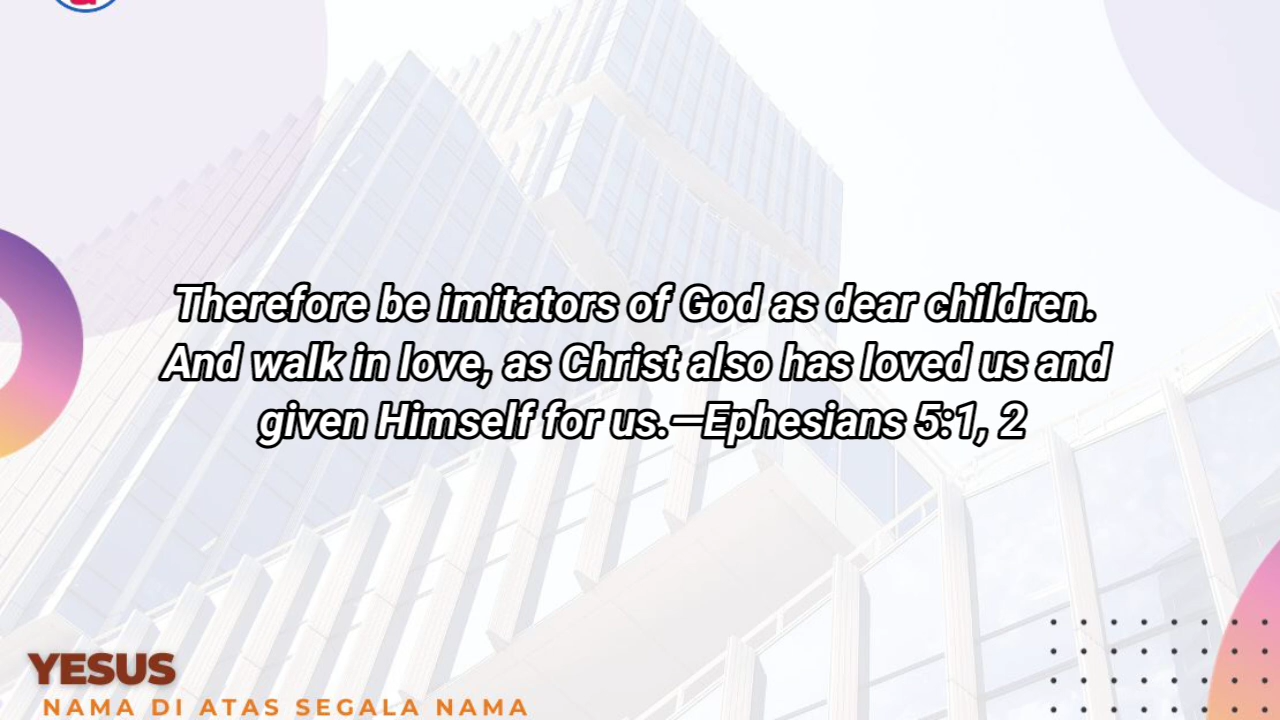 Therefore be imitators of God as dear children.
And walk in love, as Christ also has loved us and
given Himself for us.—Ephesians 5:1, 2
YESUS
NAMA DI ATAS SEGALA NAMA